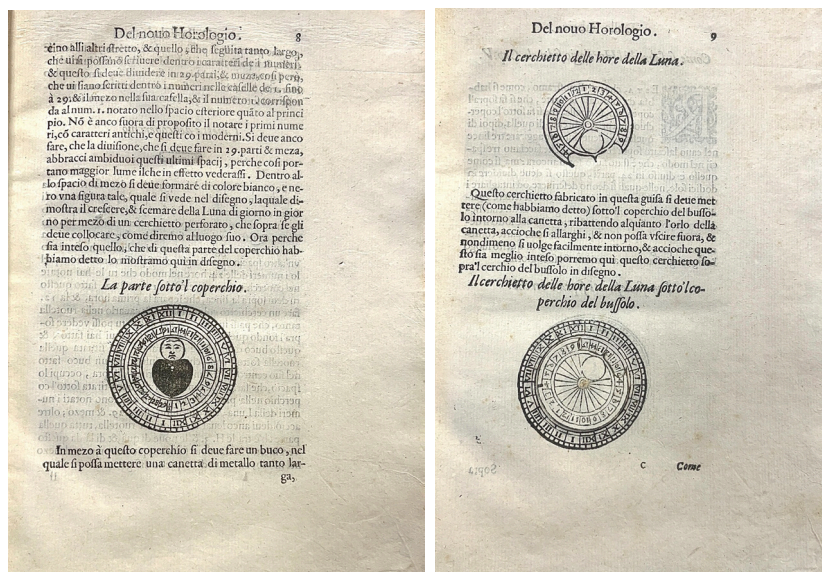 Del nouo Horologio. 8
cino alli altri stretto, & quello, che seguita tanto largo,
che ui si possano scriuere dentro i caratteri de i numeri
& questo si deue diuidere in 29. parti, & meza, cosi però,
che ui siano scritti dentro i numeri nelle caselle de 1. sino
à 29: & il mezo nella sua casella, & il numero 1. corrispon
da al num. 1. notato nello spacio esteriore quãto al princi
pio. Nõ è anco fuora di proposito il notare i primi nume
ri, cõ caratteri antichi, e questi co i moderni. Si deue anco
fare, che la diuisione, che si deue fare in 29. parti & meza,
abbracci ambiduoi questi ultimi spacij, perche cosi por-
tano maggior lume ilche in effetto vederassi. Dentro al-
lo spacio di mezo si deue formare di colore bianco, e ne-
ro vna figura tale, quale si vede nel disegno, laquale di-
mostra il crescere, & scemare della Luna di giorno in gior
no per mezo di un cerchietto perforato, che sopra se gli
deue collocare, come diremo al luogo suo. Ora perche
sia inteso quello, che di questa parte del coperchio hab-
biamo detto lo mostramo quì in disegno.
La parte sotto'l coperchio.
In mezo à questo coperchio si deue fare un buco, nel
quale si possa mettere una canetta di metallo tanto lar-
ga,
Del nouo Horologio. 9
Il cerchietto delle hore della Luna.
Questo cerchietto fabricato in questa guisa si deue met
tere (come habbiamo detto) sotto'l coperchio del busso-
lo intorno alla canetta, ribattendo alquanto l'orlo della
canetta, accioche si allarghi, & non possa vscire fuora, &
nondimeno si uolge facilmente intorno, & accioche que-
sto sia meglio inteso porremo quì questo cerchietto so-
pra'l cerchio del bussolo in disegno.
Il cerchietto delle hore della Luna sotto'l co-
perchio del bussolo.
C Come